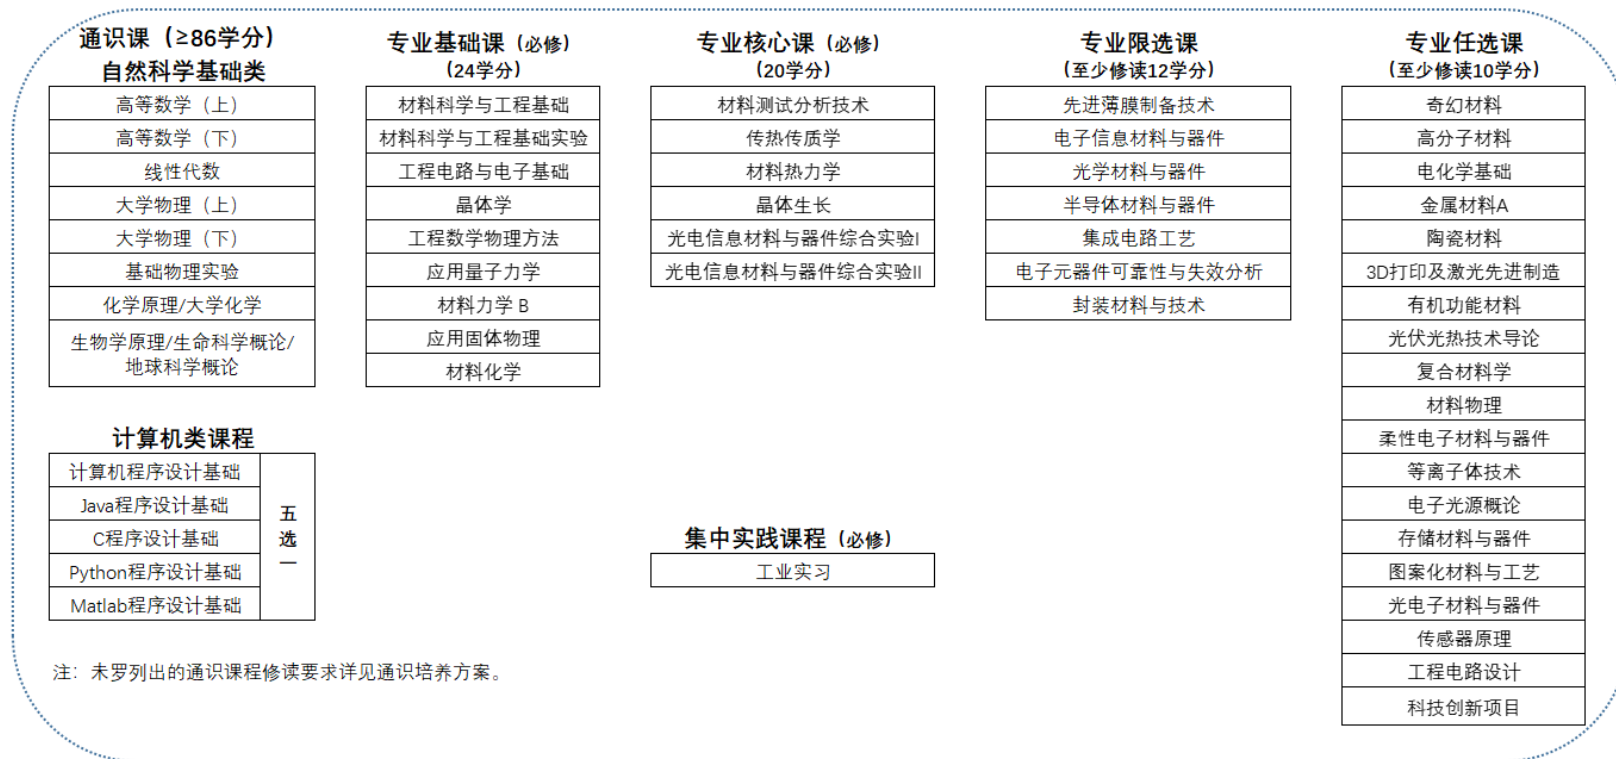 通识课（≥86学分）
自然科学基础类
高等数学（上）
高等数学（下）
线性代数
大学物理（上）
大学物理（下）
基础物理实验
化学原理/大学化学
生物学原理/生命科学概论/
地球科学概论
计算机类课程
计算机程序设计基础
Java程序设计基础
C程序设计基础
Python程序设计基础
Matlab程序设计基础
五选一
注：未罗列出的通识课程修读要求详见通识培养方案。
专业基础课（必修）
（24学分）
材料科学与工程基础
材料科学与工程基础实验
工程电路与电子基础
晶体学
工程数学物理方法
应用量子力学
材料力学 B
应用固体物理
材料化学
专业核心课（必修）
（20学分）
材料测试分析技术
传热传质学
材料热力学
晶体生长
光电信息材料与器件综合实验I
光电信息材料与器件综合实验II
集中实践课程（必修）
工业实习
专业限选课
（至少修读12学分）
先进薄膜制备技术
电子信息材料与器件
光学材料与器件
半导体材料与器件
集成电路工艺
电子元器件可靠性与失效分析
封装材料与技术
专业任选课
（至少修读10学分）
奇幻材料
高分子材料
电化学基础
金属材料A
陶瓷材料
3D打印及激光先进制造
有机功能材料
光伏光热技术导论
复合材料学
材料物理
柔性电子材料与器件
等离子体技术
电子光源概论
存储材料与器件
图案化材料与工艺
光电子材料与器件
传感器原理
工程电路设计
科技创新项目